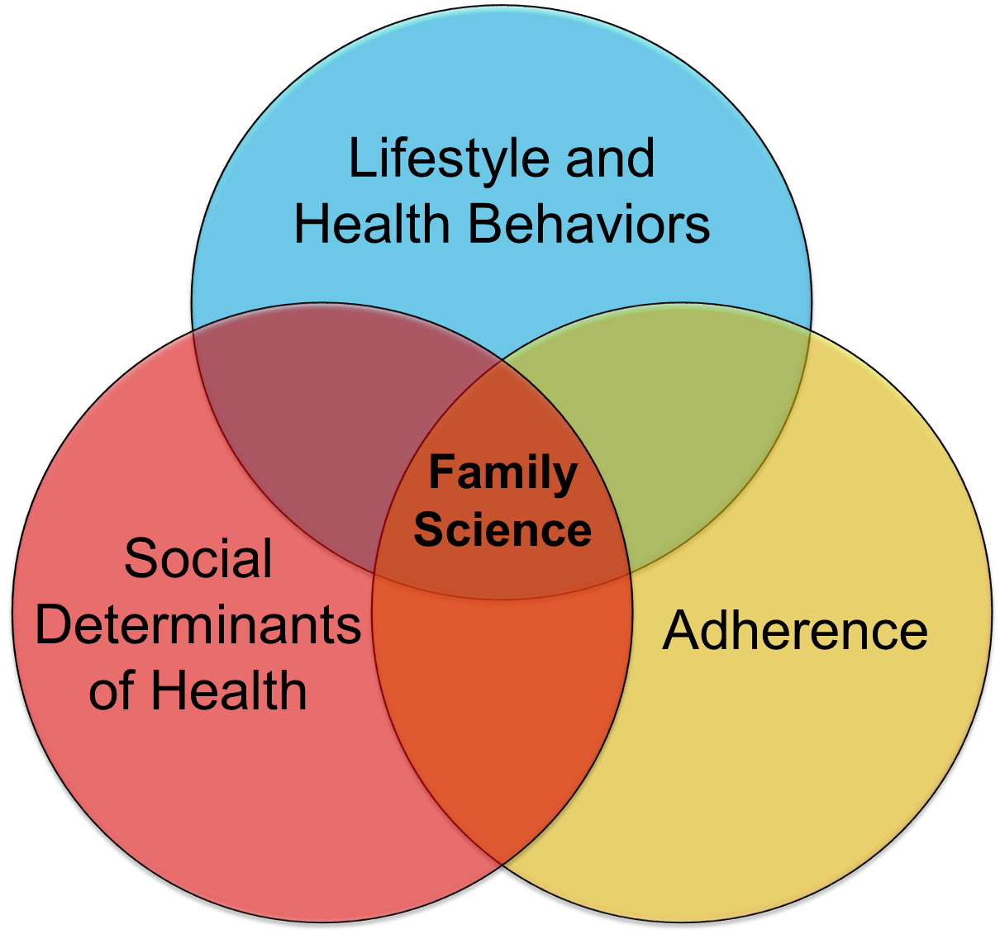 Lifestyle and
Health Behaviors
Family
Science
Social
Determinants
of Health
Adherence